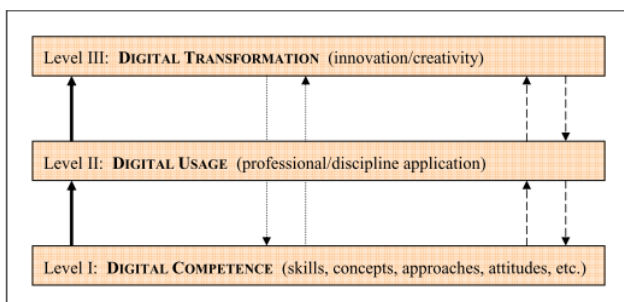 Level III: DIGITAL TRANSFORMATION (innovation/creativity)
Level II: DIGITAL USAGE (professional/discipline application)
Level I: DIGITAL COMPETENCE (skills, concepts, approaches, attitudes, etc.)